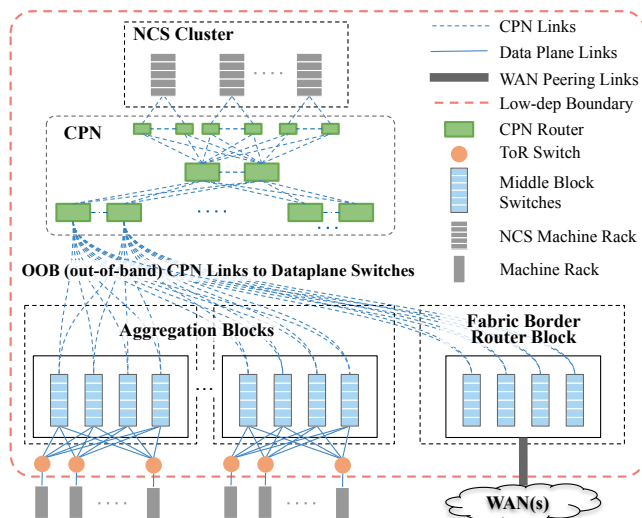 NCS Cluster
CPN
CPN Links
Data Plane Links
WAN Peering Links
Low-dep Boundary
CPN Router
ToR Switch
Middle Block
Switches
NCS Machine Rack
Machine Rack
OOB (out-of-band) CPN Links to Dataplane Switches
Aggregation Blocks
Fabric Border
Router Block
WAN(s)